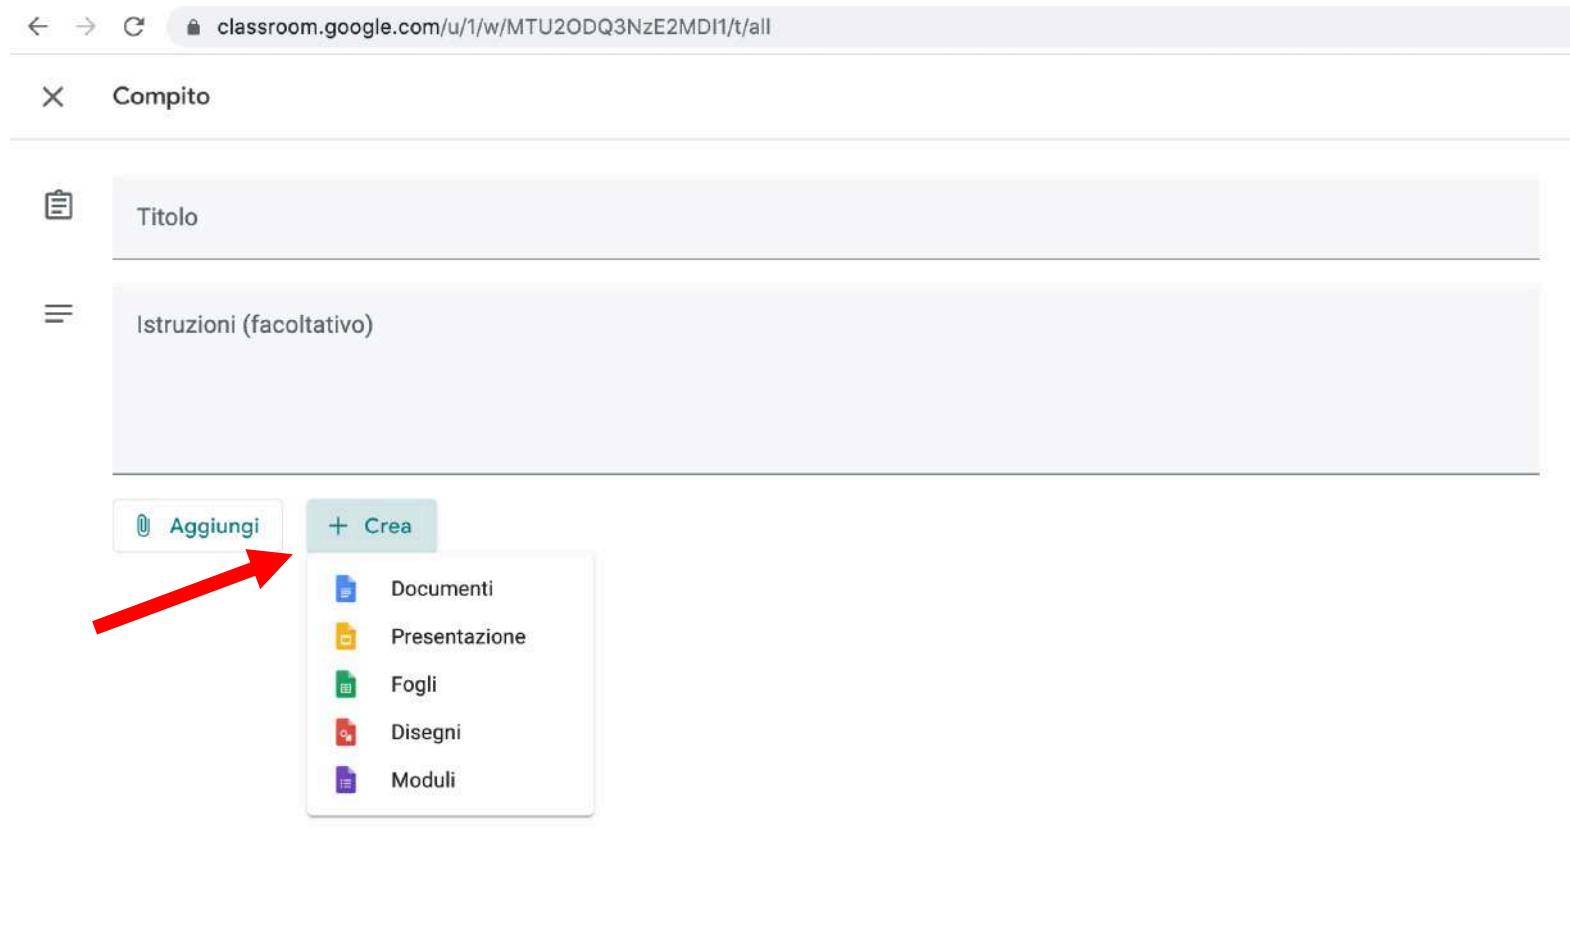 classroom.google.com/u/1/w/MTU2ODQ3NzE2MDI1/t/all
Compito
Titolo
Istruzioni (facoltativo)
Aggiungi
+ Crea
Documenti
Presentazione
Fogli
Disegni
Moduli